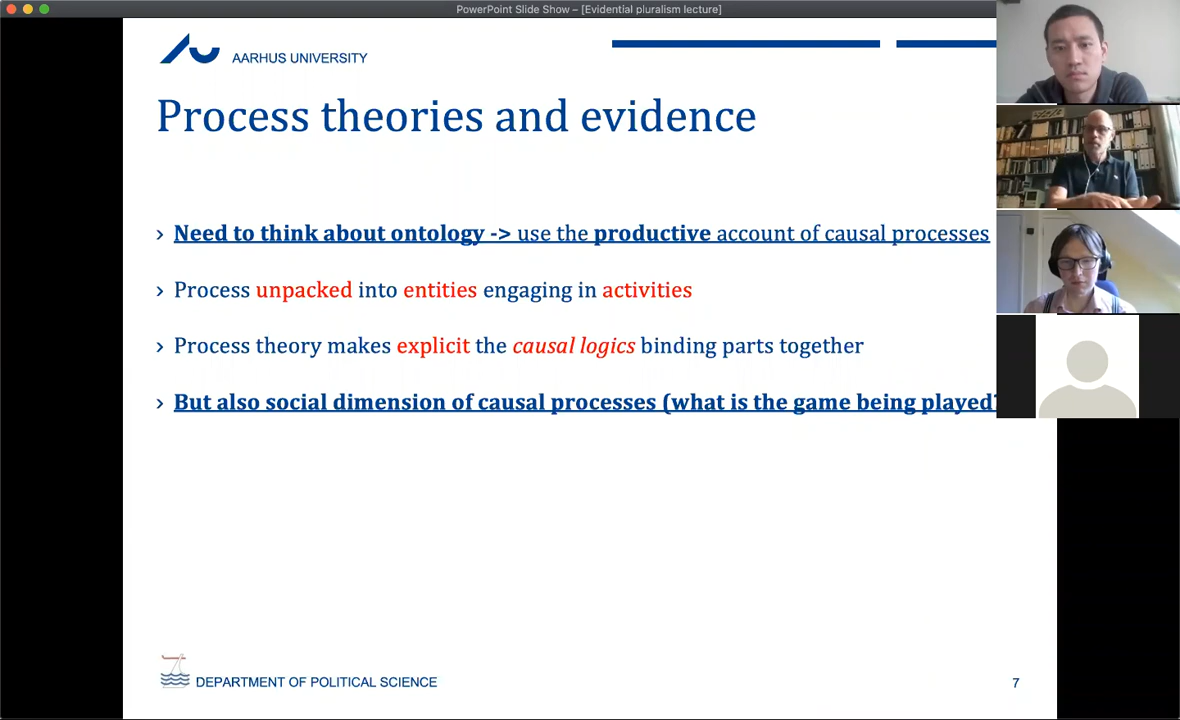 PowerPoint Slide Show – [Evidential pluralism lecture]
AARHUS UNIVERSITY
Process theories and evidence
› Need to think about ontology -> use the productive account of causal processes
› Process unpacked into entities engaging in activities
› Process theory makes explicit the causal logics binding parts together
› But also social dimension of causal processes (what is the game being played?
DEPARTMENT OF POLITICAL SCIENCE
7